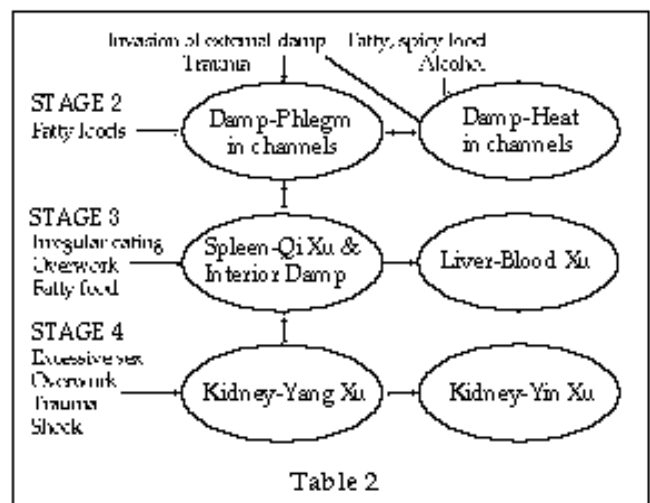 Invasion of external damp Fatty, spicy food
Trauma Alcohol
STAGE 2
Fatty foods
Damp-Phlegm
in channels
Damp-Heat
in channels
STAGE 3
Irregular eating
Overwork
Fatty food
Spleen-Qi Xu &
Interior Damp
Liver-Blood Xu
STAGE 4
Excessive sex
Overwork
Trauma
Shock
Kidney-Yang Xu
Kidney-Yin Xu
Table 2